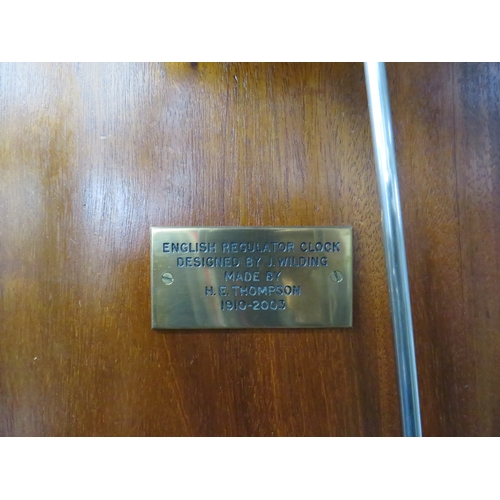 ENGLISH REGULATOR CLOCK
DESIGNED BY J. WILDING
MADE BY
H. E. THOMPSON
1910-2003